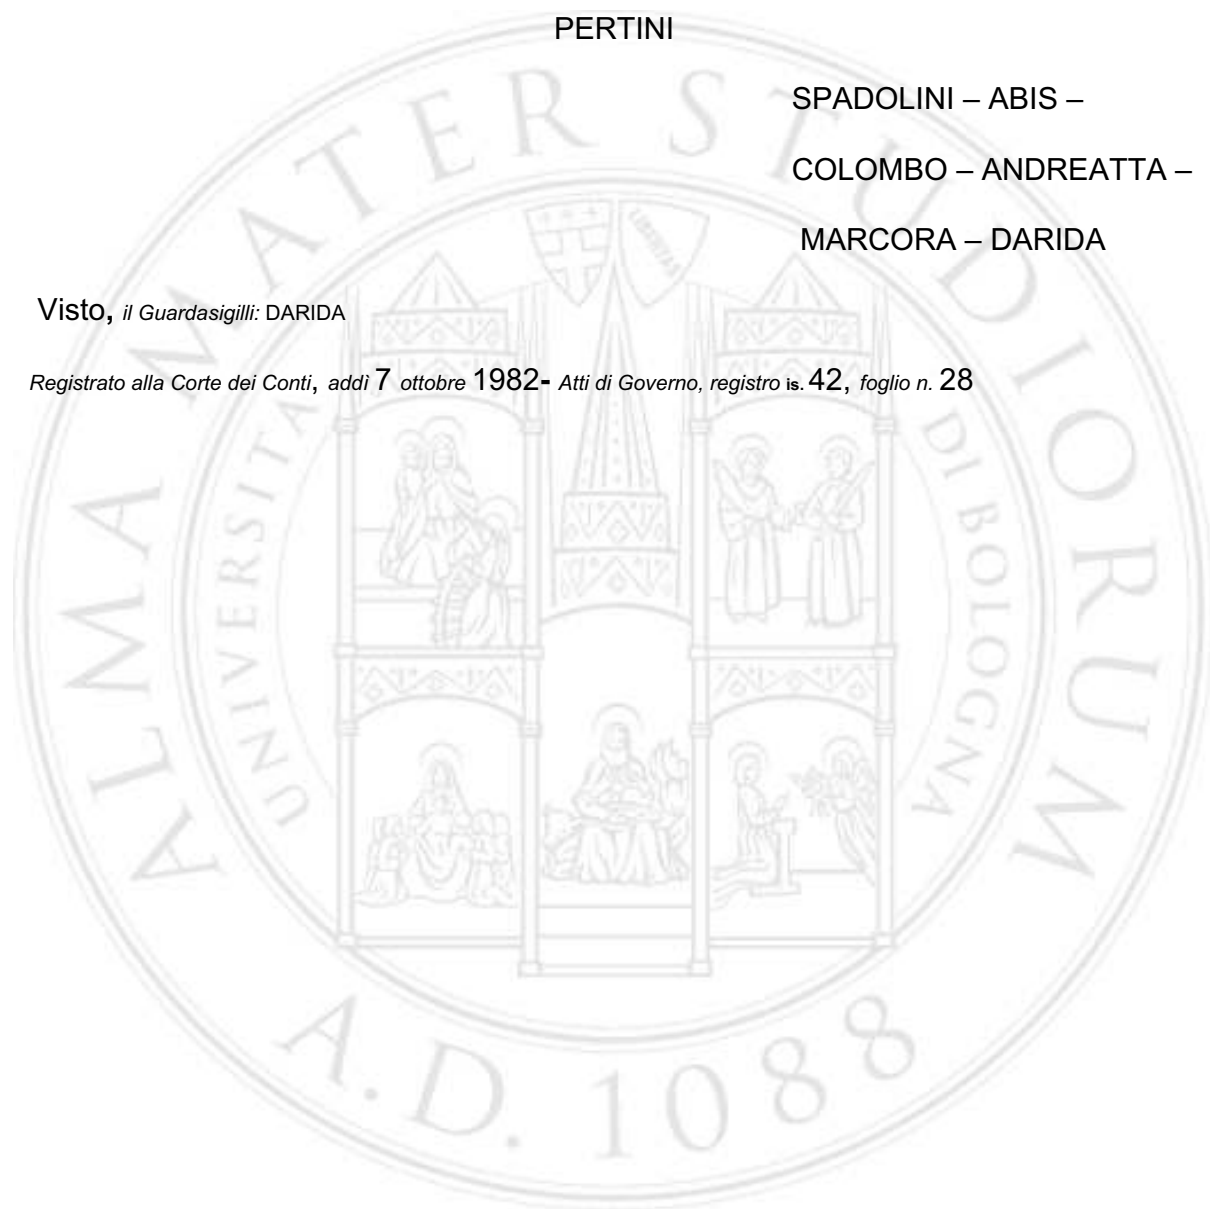 PERTINI
SPADOLINI – ABIS –
COLOMBO – ANDREATTA –
MARCORA – DARIDA
Visto, il Guardasigilli: DARIDA
Registrato alla Corte dei Conti, addì 7 ottobre 1982- Atti di Governo, registro is. 42, foglio n. 28
ALMA MATER STUDIORUM
UNIVERSITA DI BOLOGNA
A.D. 1088